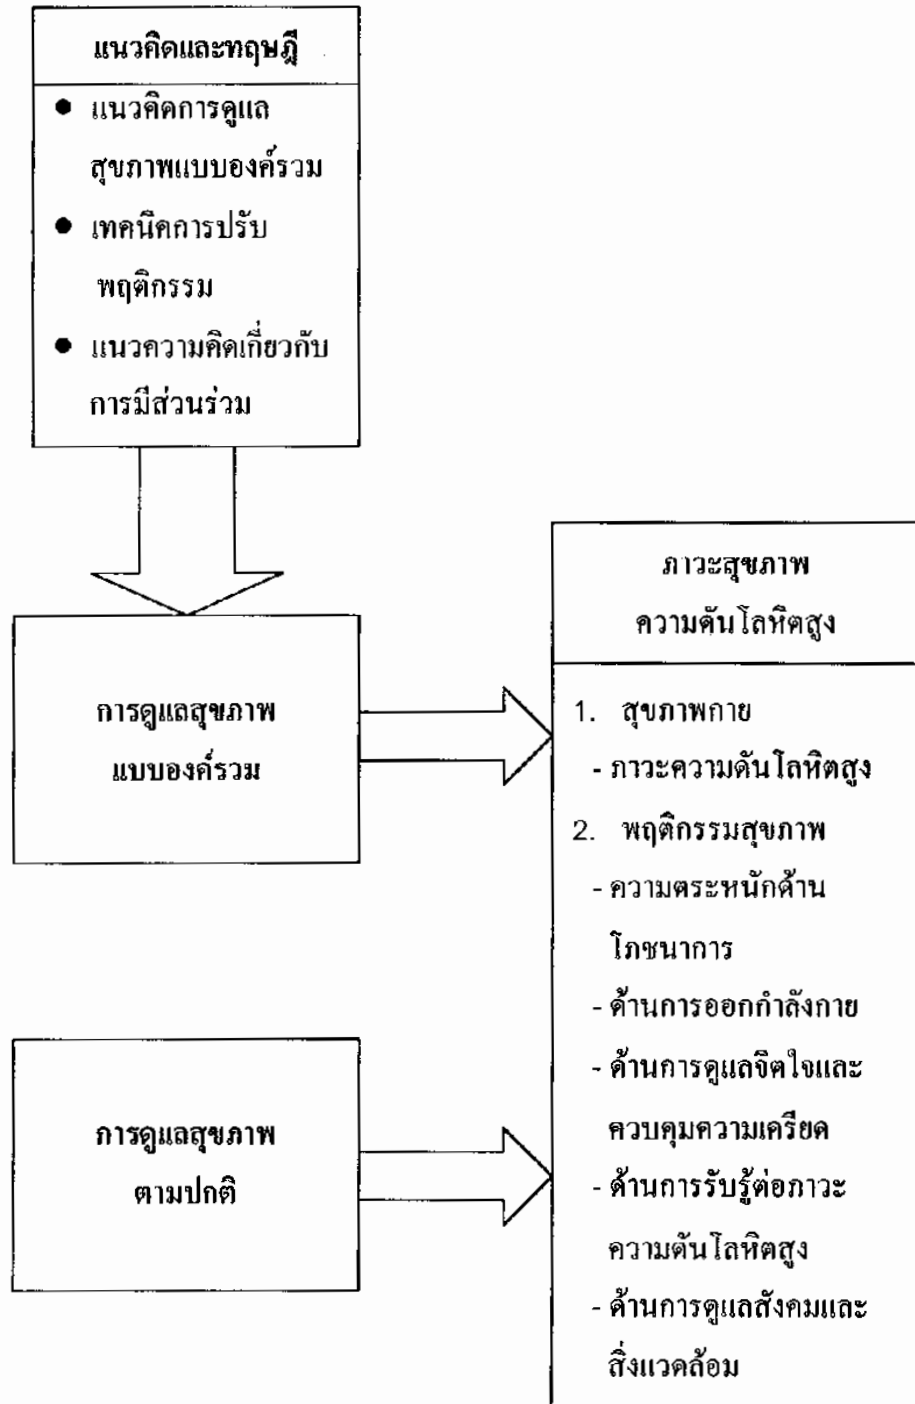 แนวคิดและทฤษฎี
● แนวคิดการดูแล
สุขภาพแบบองค์รวม
● เทคนิคการปรับ
พฤติกรรม
● แนวความคิดเกี่ยวกับ
การมีส่วนร่วม
การดูแลสุขภาพ
แบบองค์รวม
การดูแลสุขภาพ
ตามปกติ
ภาวะสุขภาพ
ความดันโลหิตสูง
1. สุขภาพกาย
- ภาวะความดันโลหิตสูง
2. พฤติกรรมสุขภาพ
- ความตระหนักด้าน
โภชนาการ
- ด้านการออกกำลังกาย
- ด้านการดูแลจิตใจและ
ควบคุมความเครียด
- ด้านการรับรู้ต่อภาวะ
ความดันโลหิตสูง
- ด้านการดูแลสังคมและ
สิ่งแวดล้อม